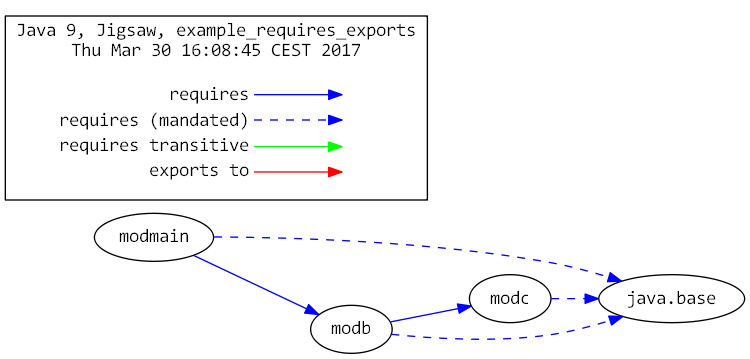 Java 9, Jigsaw, example_requires_exports
Thu Mar 30 16:08:45 CEST 2017
requires
requires (mandated)
requires transitive
exports to
modmain
modc
java.base
modb